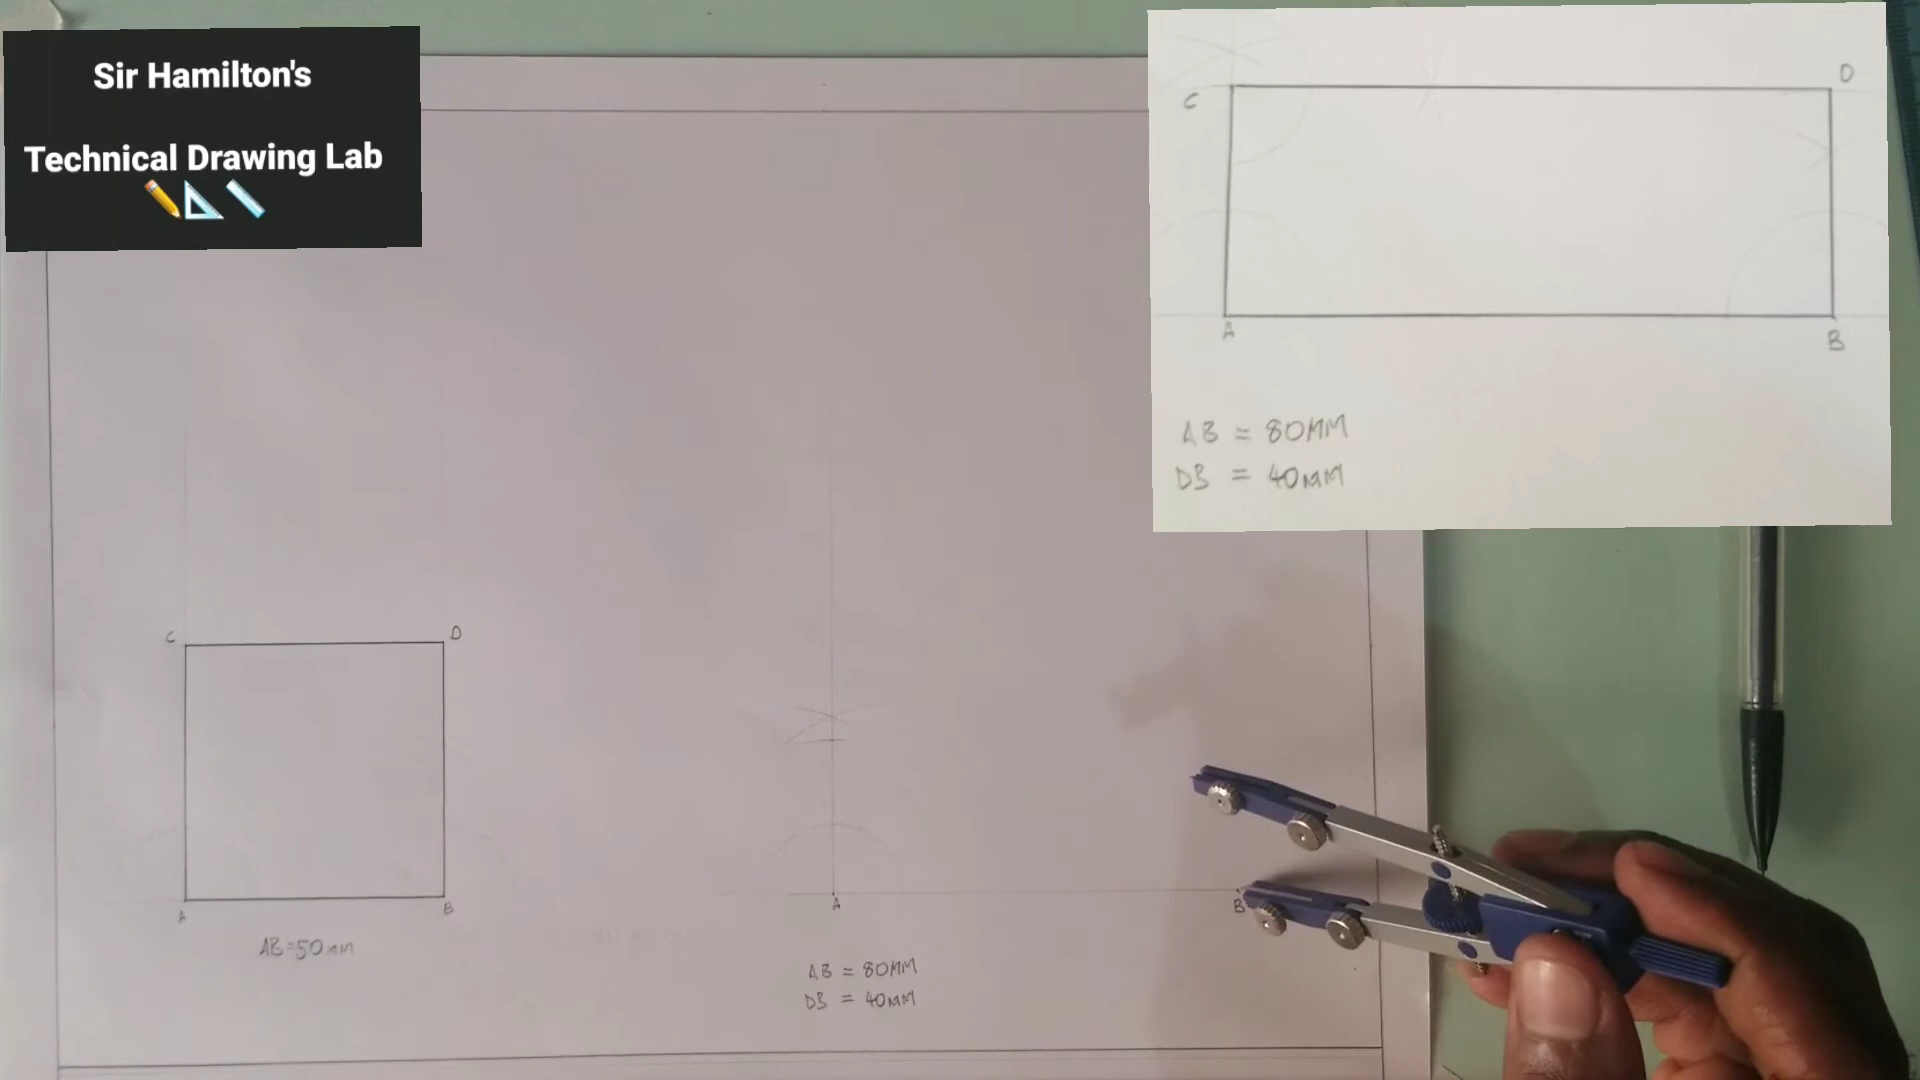 Sir Hamilton's
Technical Drawing Lab
C
D
A
B
AB = 80MM
DB = 40MM
C
D
A
B
AB=50mm
A
B
AB = 80MM
DB = 40MM